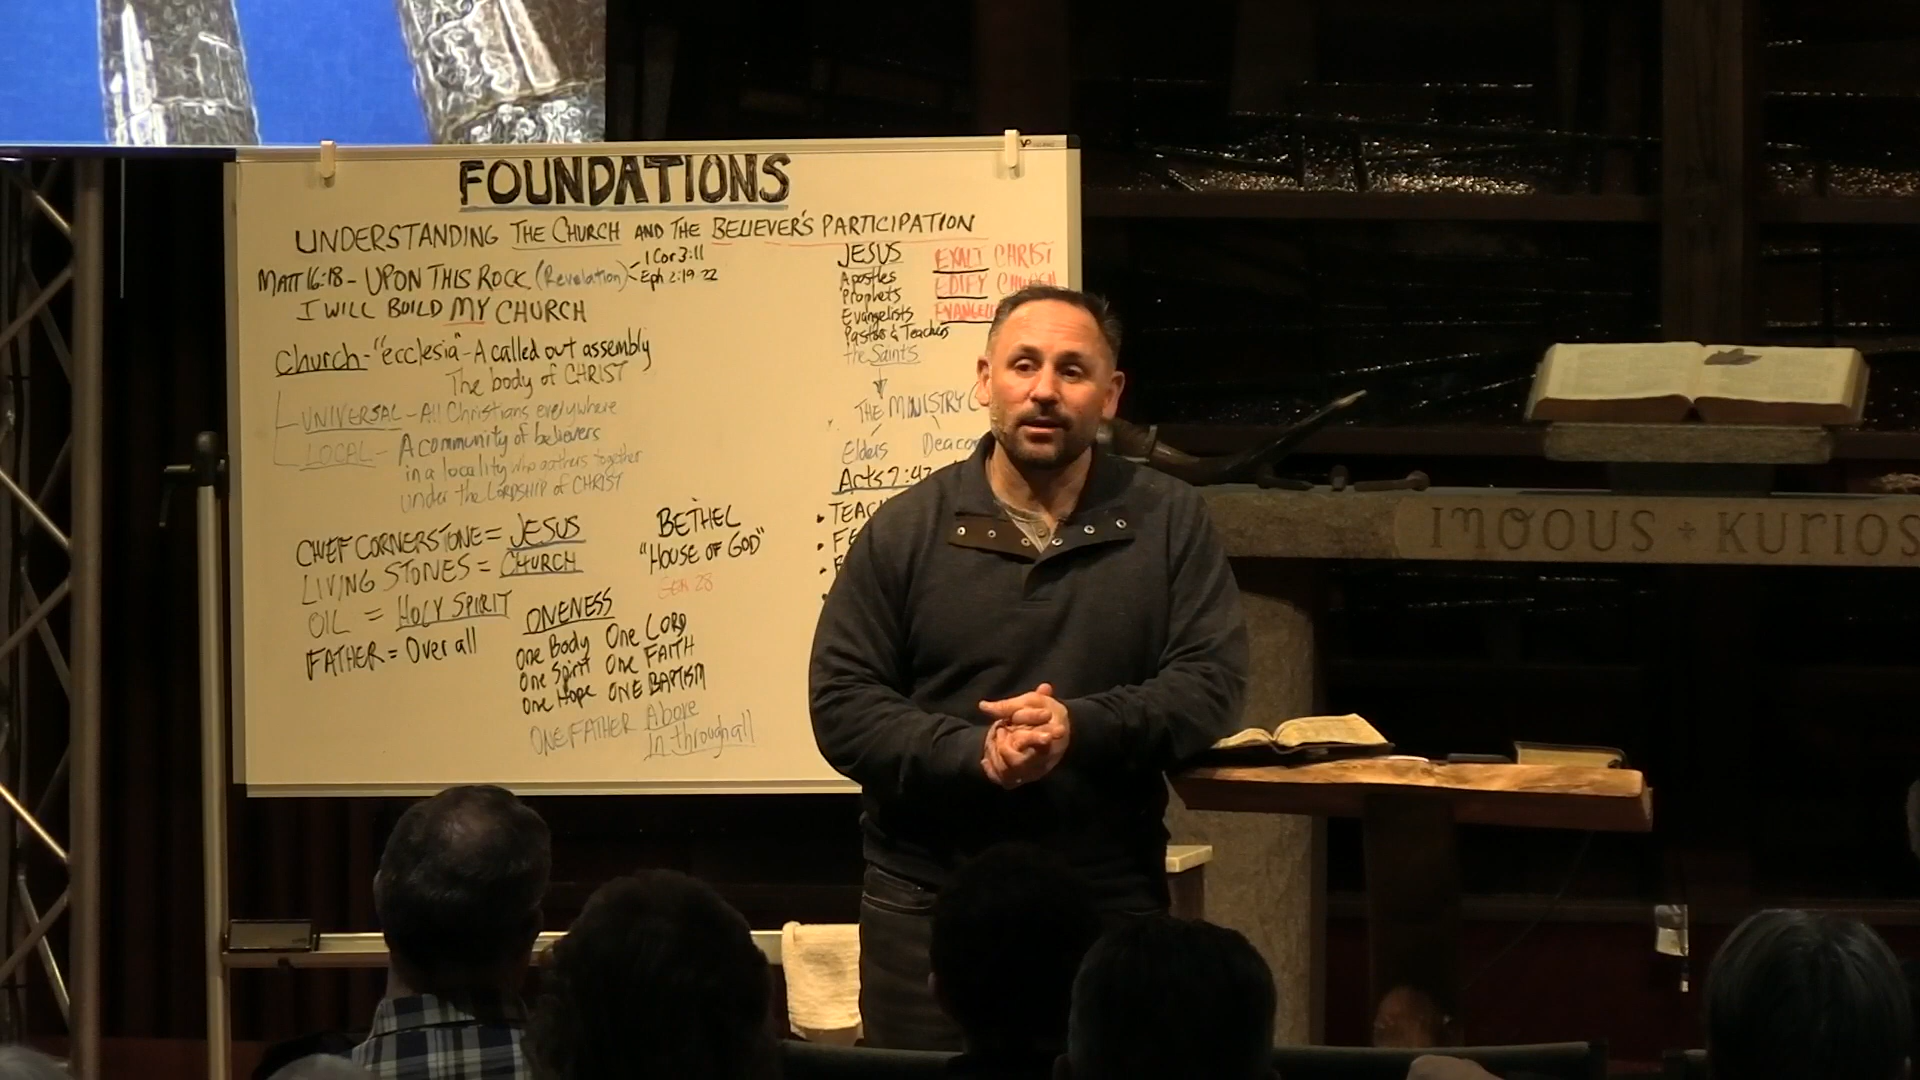 FOUNDATIONS
UNDERSTANDING THE CHURCH AND THE BELIEVER'S PARTICIPATION
MATT 16:18 - UPON THIS ROCK (Revelation)
1 Cor 3:11
Eph 2:19-22
I WILL BUILD MY CHURCH
Church - "ecclesia" - A called out assembly
The body of CHRIST
UNIVERSAL - All Christians everywhere
LOCAL - A community of believers
in a locality who gathers together
under the LORDSHIP of CHRIST
CHIEF CORNERSTONE = JESUS
LIVING STONES = CHURCH
OIL = HOLY SPIRIT
FATHER = Over all
BETHEL
"HOUSE OF GOD"
GEN 28
ONENESS
One Body One LORD
One Spirit One FAITH
One Hope ONE BAPTISM
ONE FATHER Above
In through all
JESUS
Apostles
Prophets
Evangelists
Pastors & Teachers
the Saints
EXALT CHRIST
EDIFY CHURCH
THE MINISTRY
Elders
Acts 2:42
IHOOUS + KURIOS